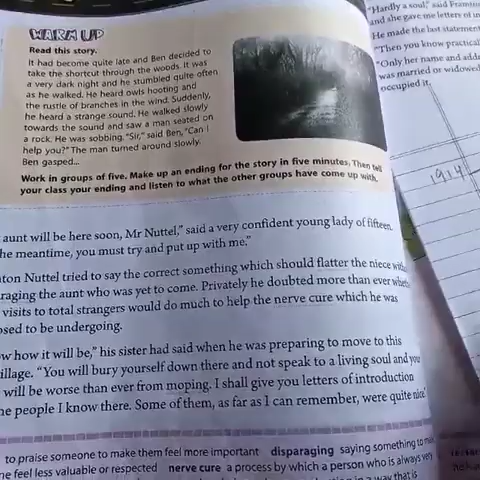 WARM UP
Read this story.
It had become quite late and Ben decided to
take the shortcut through the woods. It was
a very dark night and he stumbled quite often
as he walked. He heard owls hooting and
the rustle of branches in the wind. Suddenly,
he heard a strange sound. He walked slowly
towards the sound and saw a man seated on
a rock. He was sobbing. "Sir," said Ben, "Can I
help you?" The man turned around slowly.
Ben gasped...
Work in groups of five. Make up an ending for the story in five minutes. Then tell
your class your ending and listen to what the other groups have come up with.
aunt will be here soon, Mr Nuttel," said a very confident young lady of fifteen.
he meantime, you must try and put up with me."
ton Nuttel tried to say the correct something which should flatter the niece
raging the aunt who was yet to come. Privately he doubted more than ever
visits to total strangers would do much to help the nerve cure which he was
osed to be undergoing.
w how it will be," his sister had said when he was preparing to move to this
illage. "You will bury yourself down there and not speak to a living soul and you
will be worse than ever from moping. I shall give you letters of introduction
he people I know there. Some of them, as far as I can remember, were quite nice
to praise someone to make them feel more important disparaging saying something to
ne feel less valuable or respected nerve cure a process by which a person who is always very
"Hardly a soul," said
and she gave me letters of
He made the last statement
"Then you know practical
"Only her name and
was married or widowed
occupied it.
1914